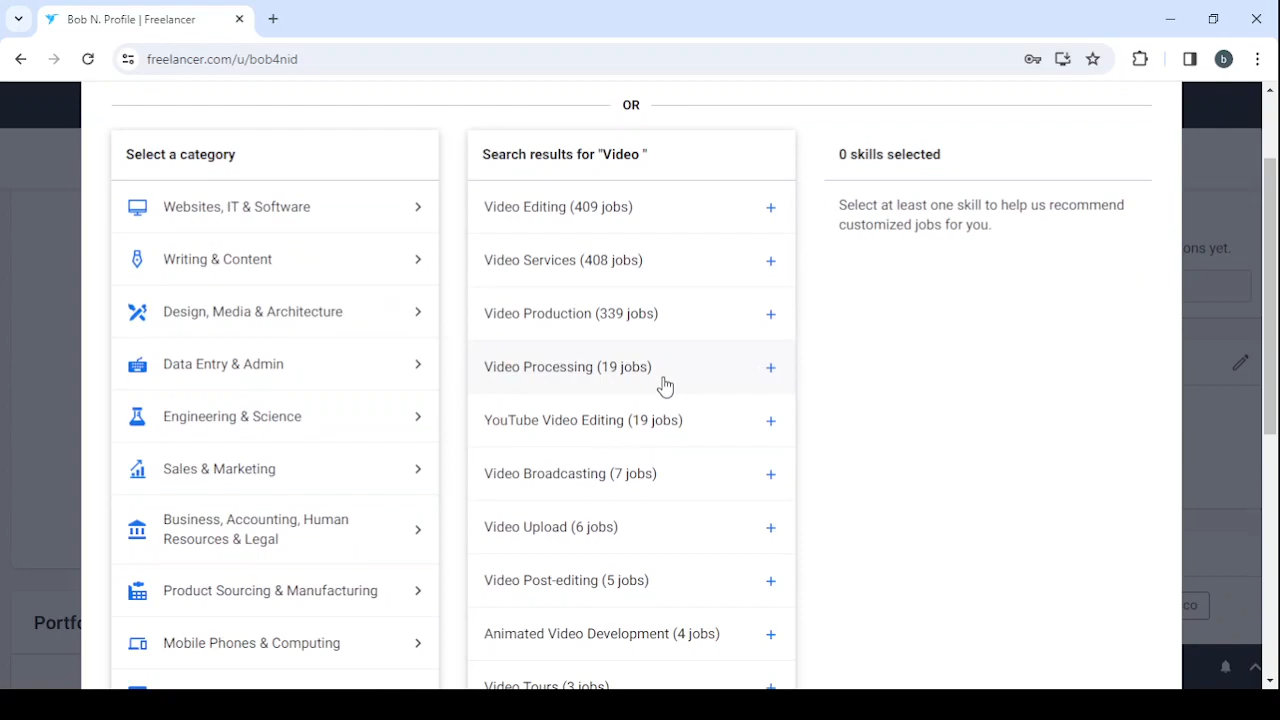 Bob N. Profile | Freelancer
freelancer.com/u/bob4nid
b
OR
Select a category
Websites, IT & Software
Writing & Content
Design, Media & Architecture
Data Entry & Admin
Engineering & Science
Sales & Marketing
Business, Accounting, Human
Resources & Legal
Product Sourcing & Manufacturing
Mobile Phones & Computing
Search results for "Video "
Video Editing (409 jobs)
Video Services (408 jobs)
Video Production (339 jobs)
Video Processing (19 jobs)
YouTube Video Editing (19 jobs)
Video Broadcasting (7 jobs)
Video Upload (6 jobs)
Video Post-editing (5 jobs)
Animated Video Development (4 jobs)
Video Tours (3 jobs)
0 skills selected
Select at least one skill to help us recommend
customized jobs for you.
ons yet.
co
Portfo